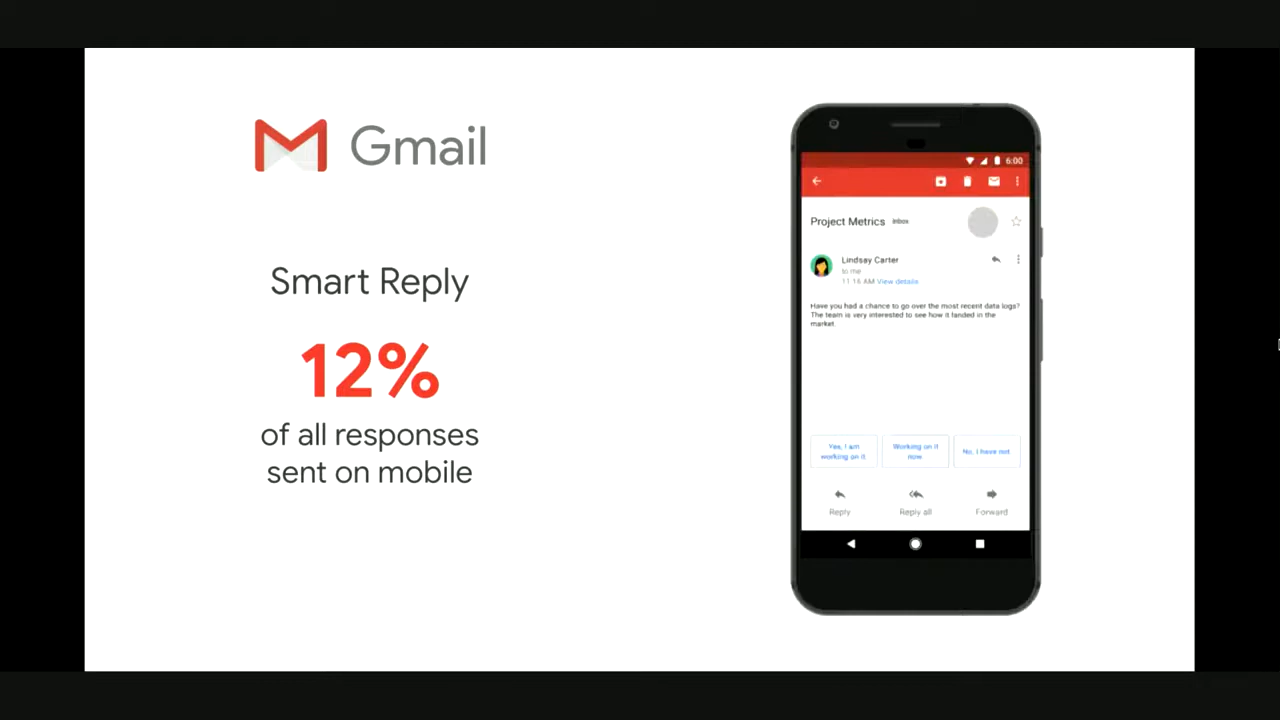 Gmail
Smart Reply
12%
of all responses
sent on mobile
6:00
Project Metrics Inbox
Lindsay Carter
to me
11:16 AM View details
Have you had a chance to go over the most recent data logs?
The team is very interested to see how it landed in the
market.
Yes, I am
working on it.
Working on it
now.
No, I have not
Reply
Reply all
Forward